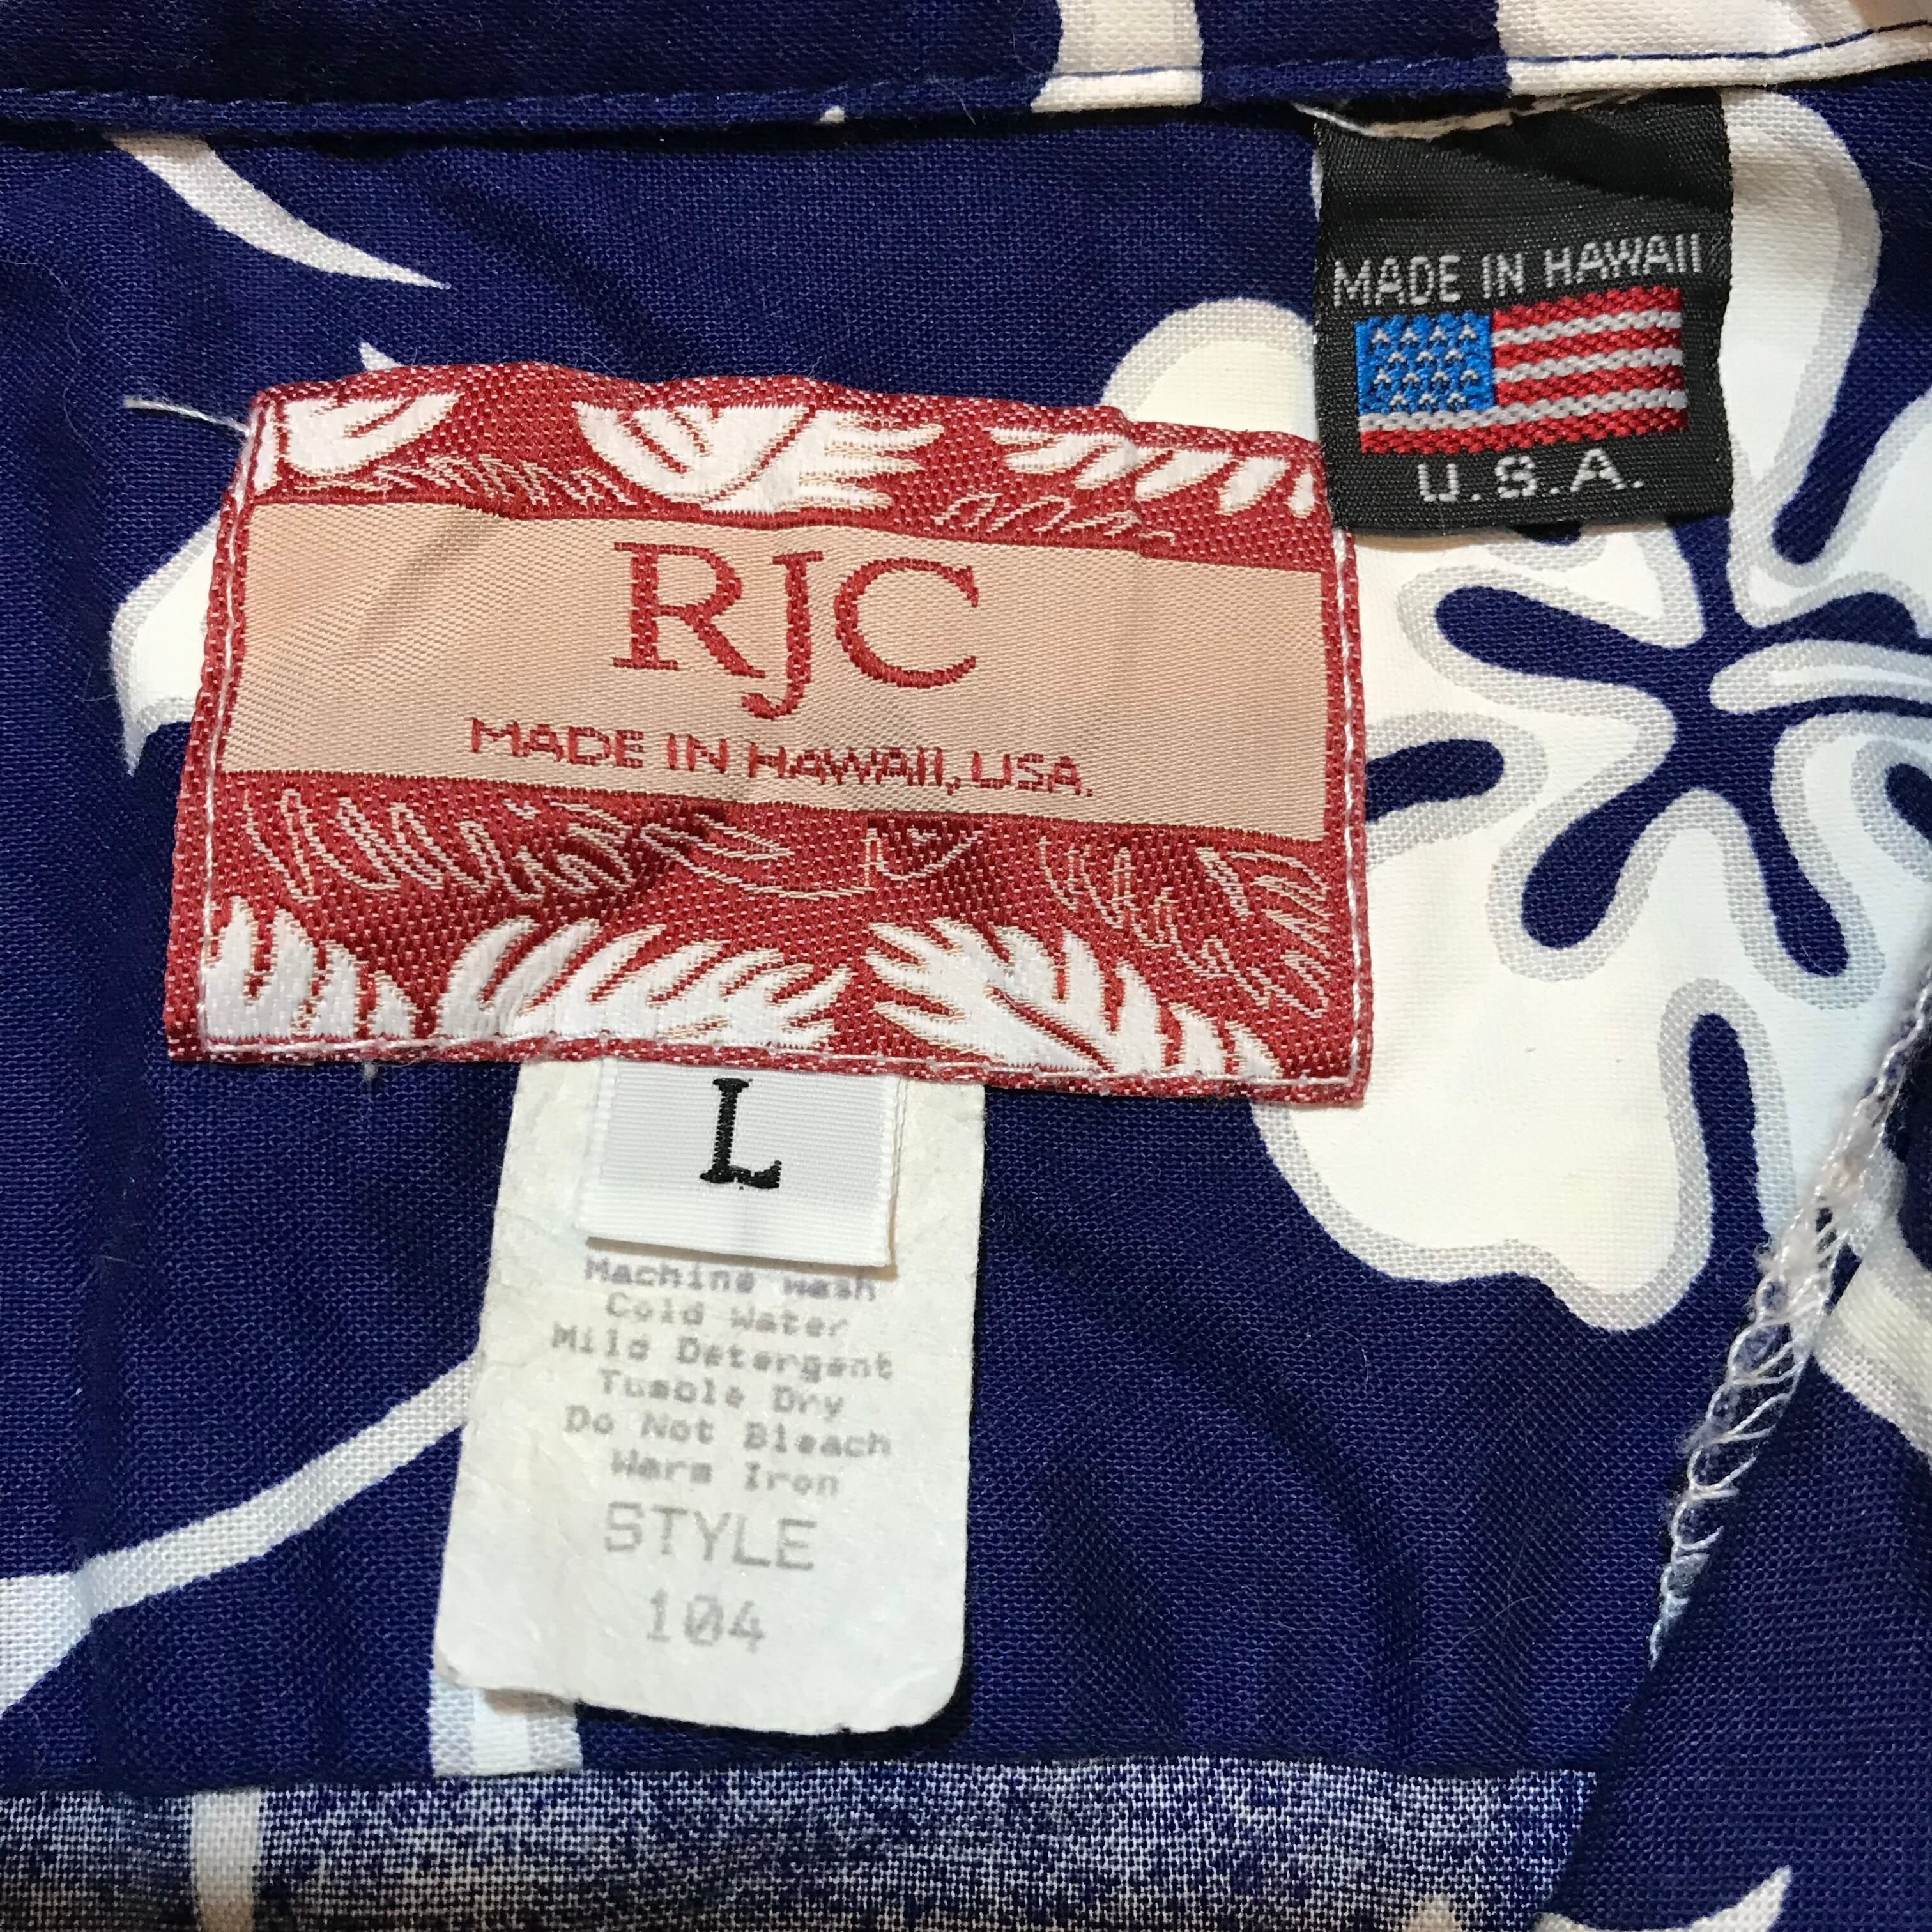 MADE IN HAWAII
U.S.A.
RJC
MADE IN HAWAII, USA.
L
Machine Wash
Cold Water
Mild Detergent
Tumble Dry
Do Not Bleach
Warm Iron
STYLE
104